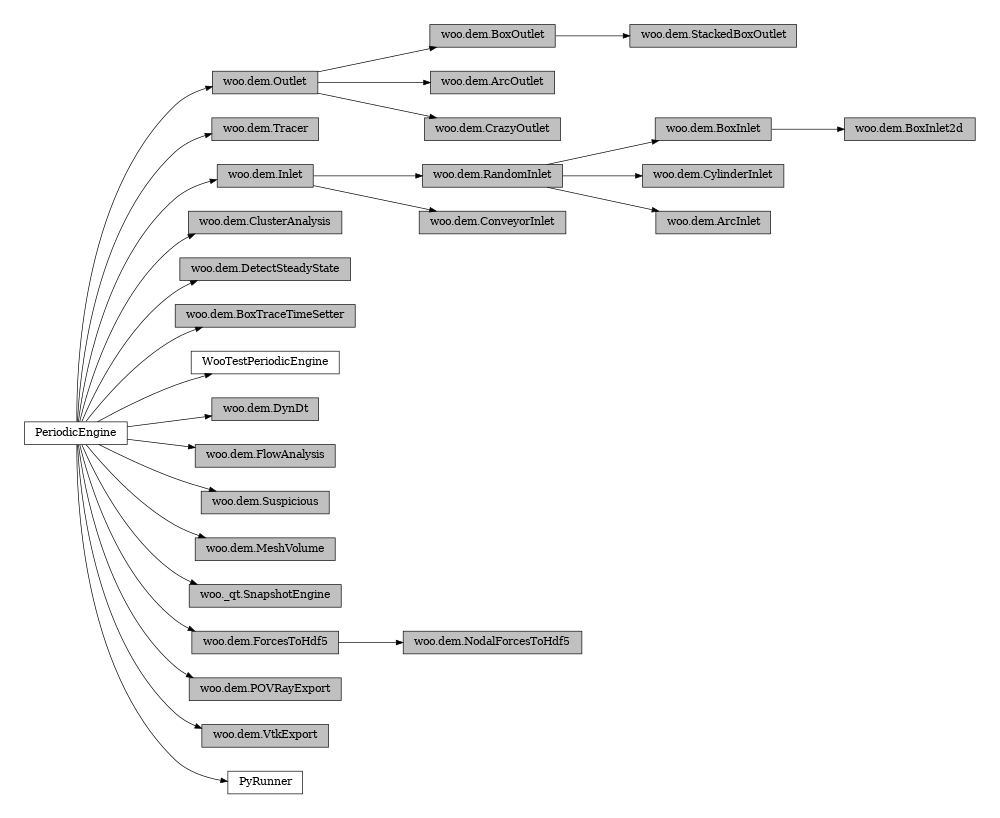 woo.dem.BoxOutlet
woo.dem.StackedBoxOutlet
woo.dem.Outlet
woo.dem.ArcOutlet
woo.dem.Tracer
woo.dem.CrazyOutlet
woo.dem.BoxInlet
woo.dem.BoxInlet2d
woo.dem.Inlet
woo.dem.RandomInlet
woo.dem.CylinderInlet
woo.dem.ClusterAnalysis
woo.dem.ConveyorInlet
woo.dem.ArcInlet
woo.dem.DetectSteadyState
woo.dem.BoxTraceTimeSetter
WooTestPeriodicEngine
woo.dem.DynDt
PeriodicEngine
woo.dem.FlowAnalysis
woo.dem.Suspicious
woo.dem.MeshVolume
woo._qt.SnapshotEngine
woo.dem.ForcesToHdf5
woo.dem.NodalForcesToHdf5
woo.dem.POVRayExport
woo.dem.VtkExport
PyRunner